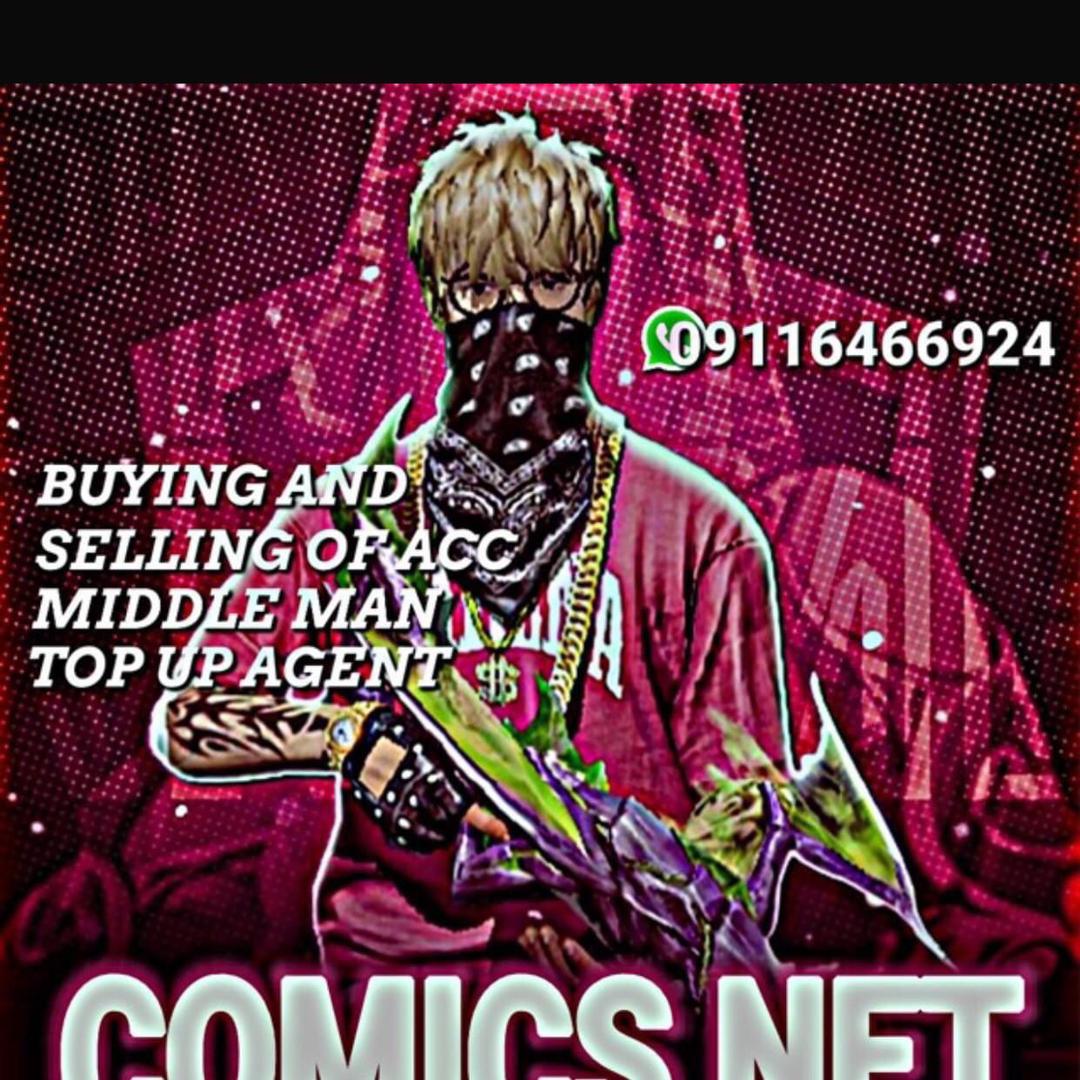 09116466924
BUYING AND
SELLING OF ACC
MIDDLE MAN
TOP UP AGENT
COMICS NET